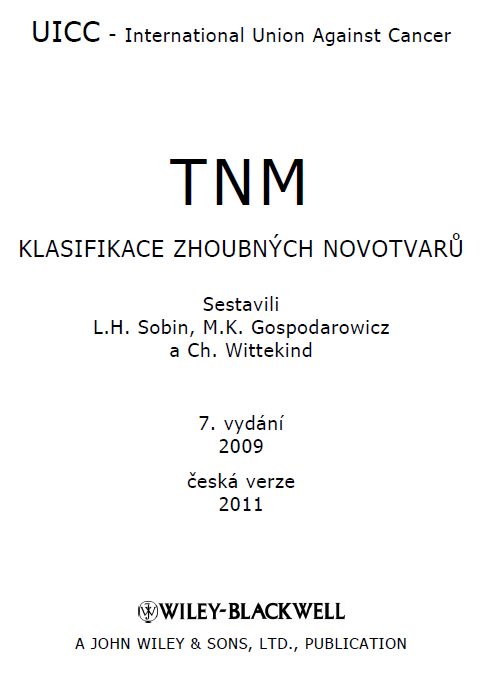 UICC - International Union Against Cancer
TNM
KLASIFIKACE ZHOUBNÝCH NOVOTVARŮ
Sestavili
L.H. Sobin, M.K. Gospodarowicz
a Ch. Wittekind
7. vydání
2009
česká verze
2011
WILEY-BLACKWELL
A JOHN WILEY & SONS, LTD., PUBLICATION